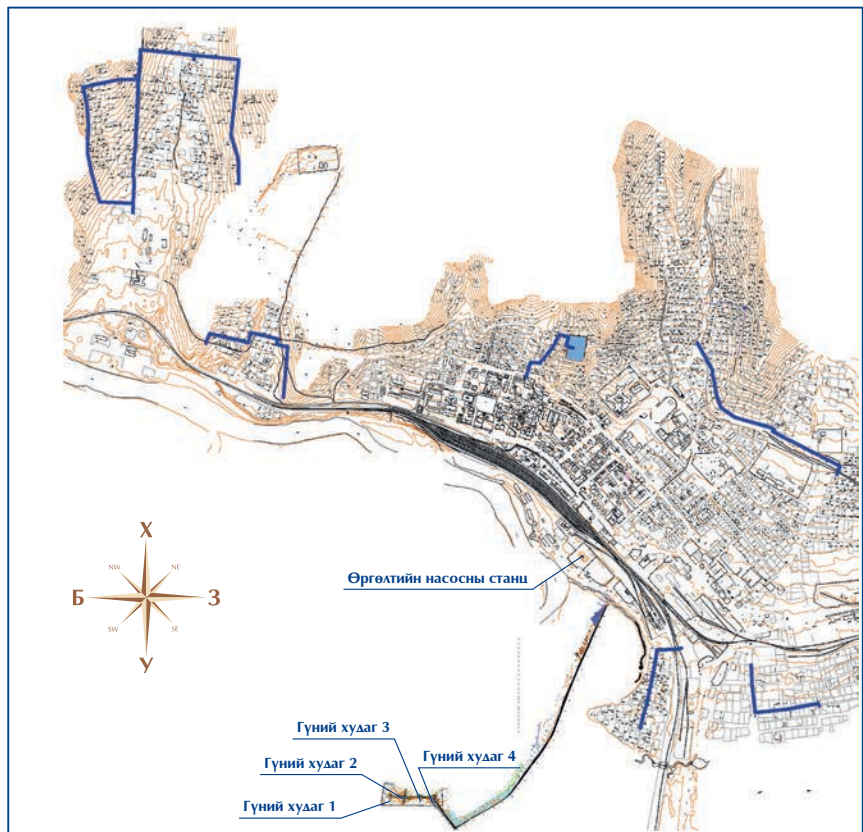 Х
NW NE
Б З
SW SE
У
Өргөлтийн насосны станц
Гүний худаг 3
Гүний худаг 4
Гүний худаг 2
Гүний худаг 1